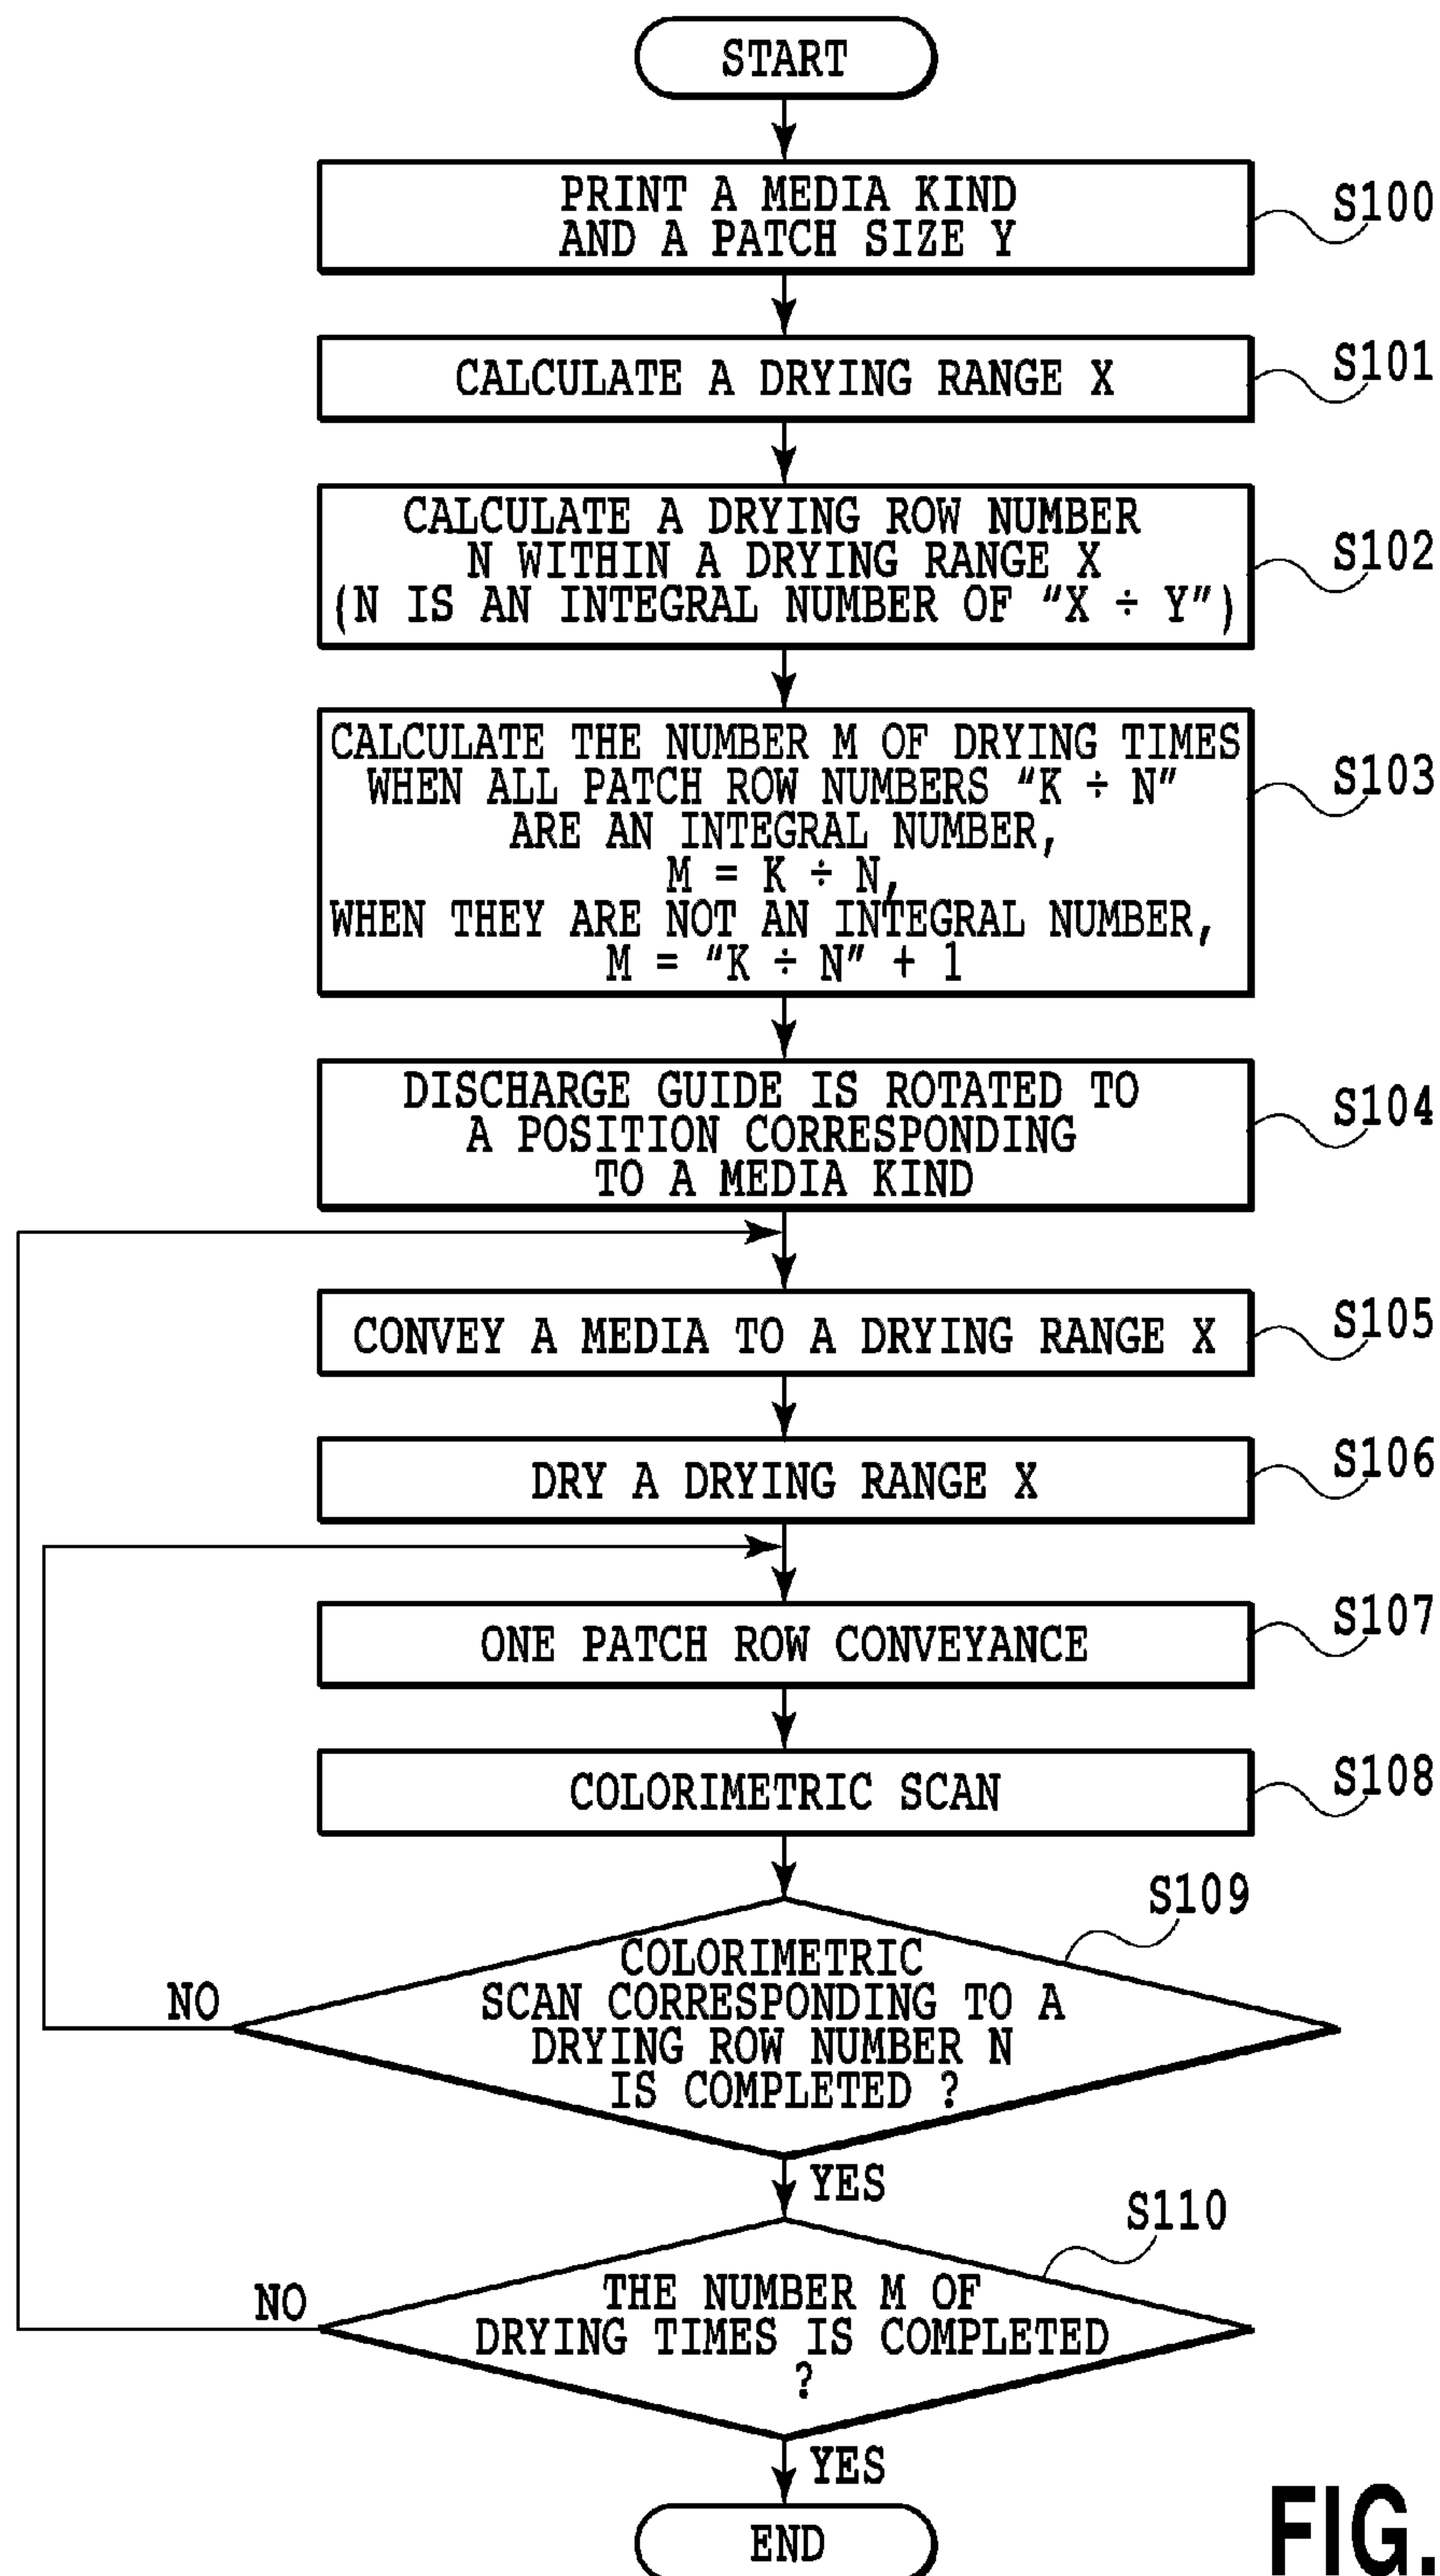 START
PRINT A MEDIA KIND
AND A PATCH SIZE Y
S100
CALCULATE A DRYING RANGE X
S101
CALCULATE A DRYING ROW NUMBER
N WITHIN A DRYING RANGE X
(N IS AN INTEGRAL NUMBER OF “X ÷ Y”)
S102
CALCULATE THE NUMBER M OF DRYING TIMES
WHEN ALL PATCH ROW NUMBERS “K ÷ N”
ARE AN INTEGRAL NUMBER,
M = K ÷ N,
WHEN THEY ARE NOT AN INTEGRAL NUMBER,
M = “K ÷ N” + 1
S103
DISCHARGE GUIDE IS ROTATED TO
A POSITION CORRESPONDING
TO A MEDIA KIND
S104
CONVEY A MEDIA TO A DRYING RANGE X
S105
DRY A DRYING RANGE X
S106
ONE PATCH ROW CONVEYANCE
S107
COLORIMETRIC SCAN
S108
S109
COLORIMETRIC
SCAN CORRESPONDING TO A
DRYING ROW NUMBER N
IS COMPLETED ?
NO
YES
S110
THE NUMBER M OF
DRYING TIMES IS COMPLETED
?
NO
YES
END
FIG.